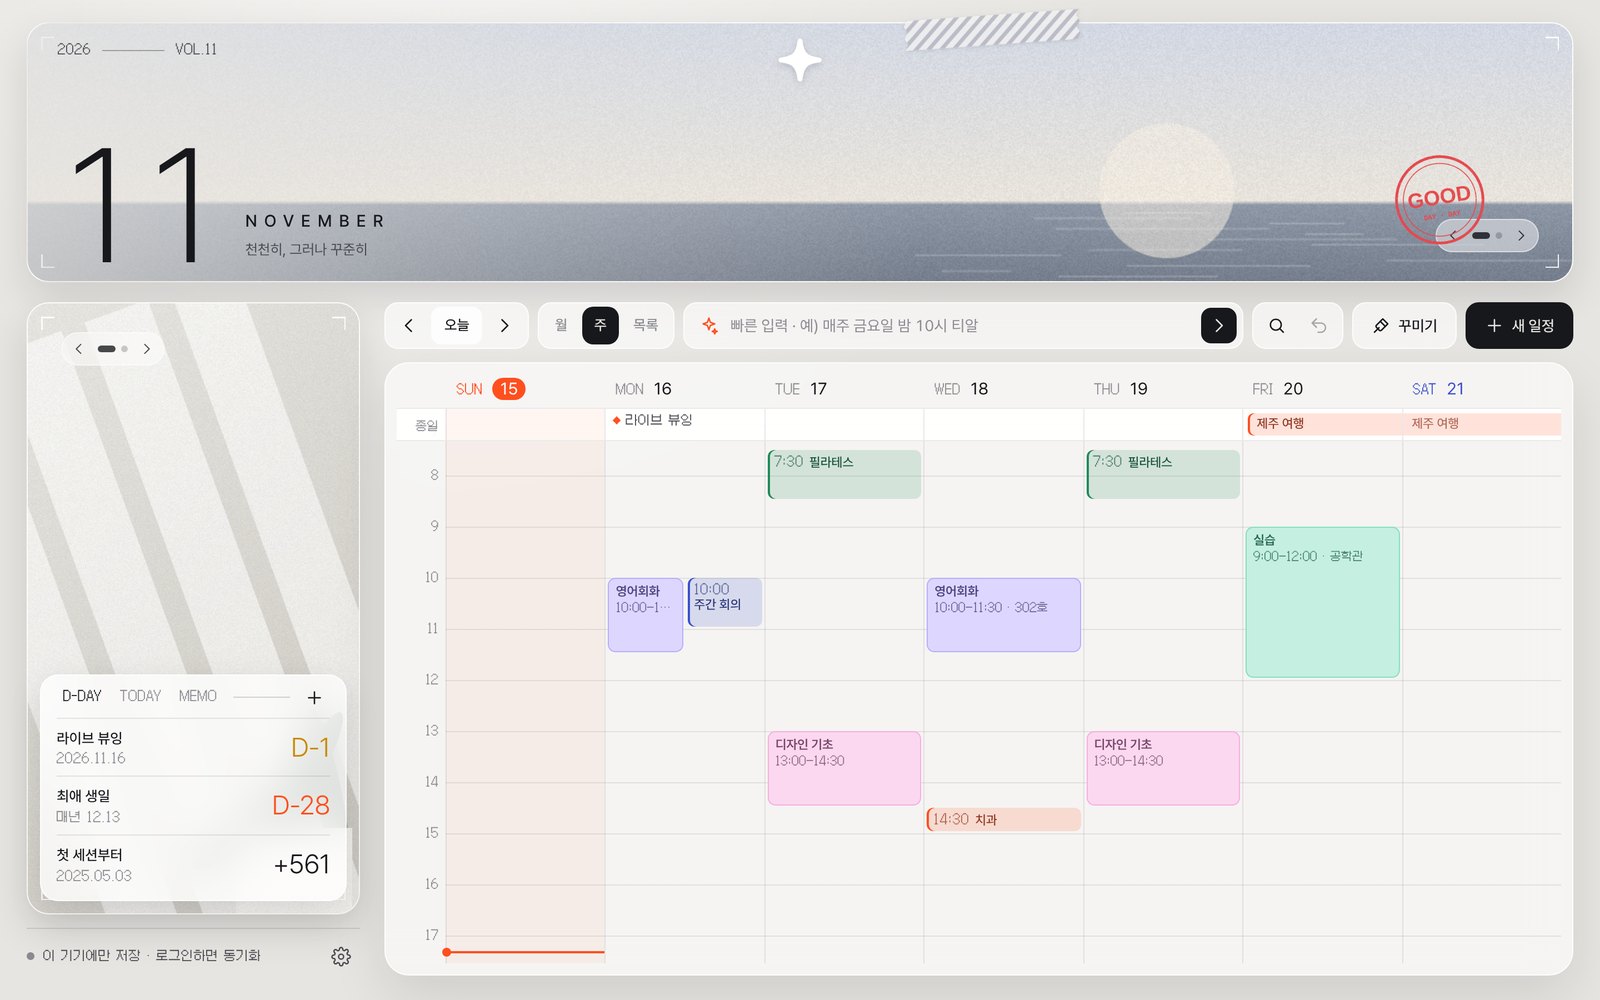 2026 VOL.11
11
NOVEMBER
천천히, 그러나 꾸준히
GOOD
DAY · DAY
오늘
월 주 목록
빠른 입력 · 예) 매주 금요일 밤 10시 티알
꾸미기
새 일정
SUN 15 MON 16 TUE 17 WED 18 THU 19 FRI 20 SAT 21
종일
라이브 뷰잉
제주 여행
제주 여행
8
7:30 필라테스
7:30 필라테스
9
실습
9:00–12:00 · 공학관
10
영어회화
10:00–1…
10:00
주간 회의
영어회화
10:00–11:30 · 302호
11
12
13
디자인 기초
13:00–14:30
디자인 기초
13:00–14:30
14
14:30 치과
15
16
17
D-DAY TODAY MEMO
라이브 뷰잉
2026.11.16
D-1
최애 생일
매년 12.13
D-28
첫 세션부터
2025.05.03
+561
이 기기에만 저장 · 로그인하면 동기화